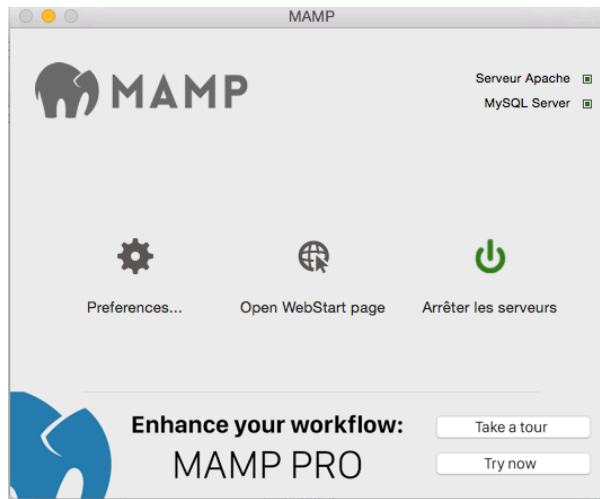 MAMP
MAMP
Serveur Apache
MySQL Server
Preferences...
Open WebStart page
Arrêter les serveurs
Enhance your workflow:
MAMP PRO
Take a tour
Try now